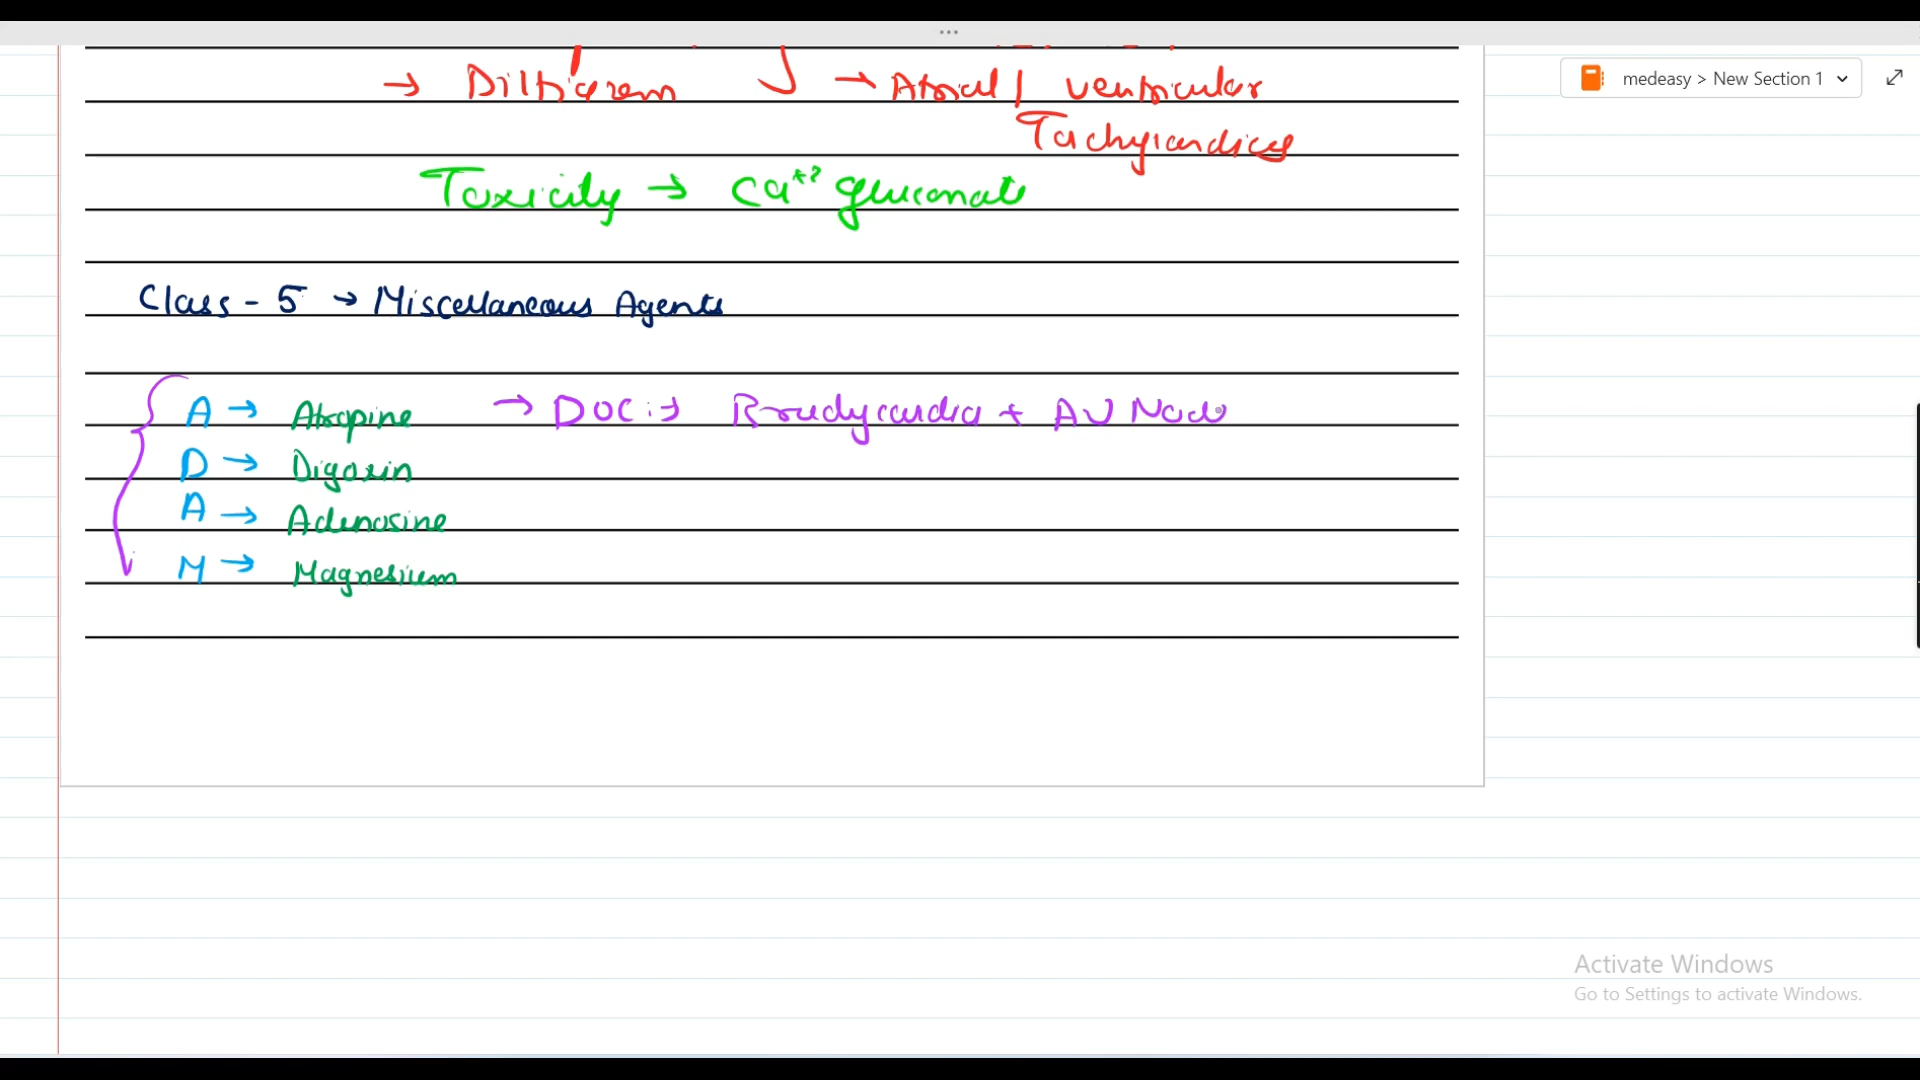 ...
medeasy > New Section 1
→ Diltiazem → Atrial / ventricular
Tachycardics
Toxicity → Ca⁺² gluconate
Class - 5 → Miscellaneous Agents
A → Atropine → DOC :→ Bradycardia + AV Node
D → Digoxin
A → Adenosine
M → Magnesium
Activate Windows
Go to Settings to activate Windows.